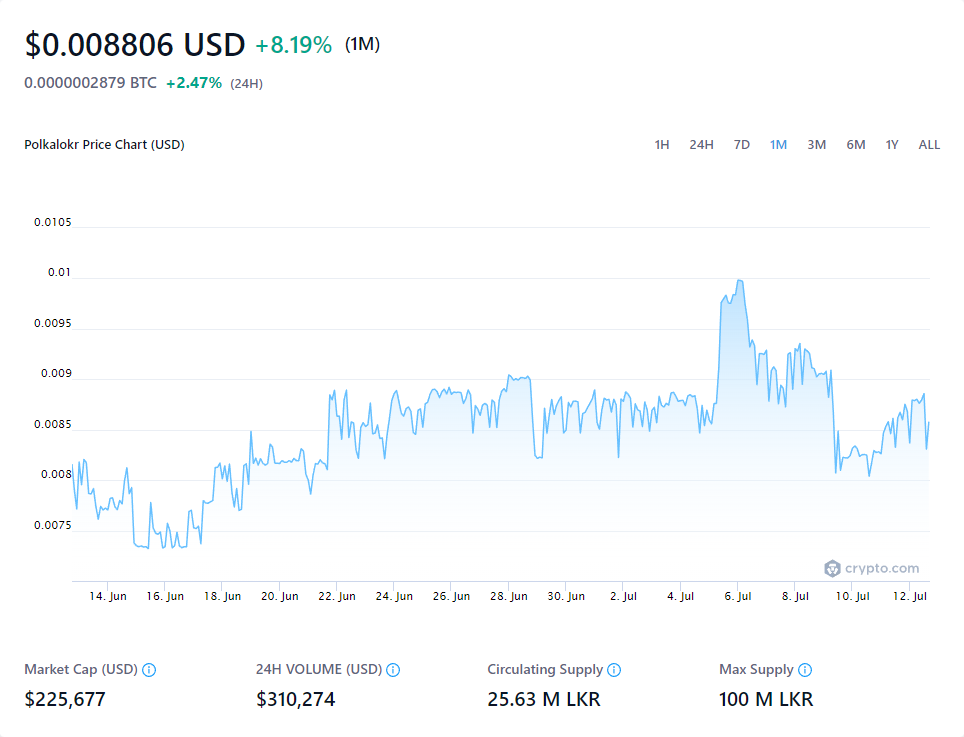 $0.008806 USD +8.19% (1M)
0.0000002879 BTC +2.47% (24H)
Polkalokr Price Chart (USD) 1H 24H 7D 1M 3M 6M 1Y ALL
0.0105
0.01
0.0095
0.009
0.0085
0.008
0.0075
crypto.com
14. Jun 16. Jun 18. Jun 20. Jun 22. Jun 24. Jun 26. Jun 28. Jun 30. Jun 2. Jul 4. Jul 6. Jul 8. Jul 10. Jul 12. Jul
Market Cap (USD) 24H VOLUME (USD) Circulating Supply Max Supply
$225,677 $310,274 25.63 M LKR 100 M LKR